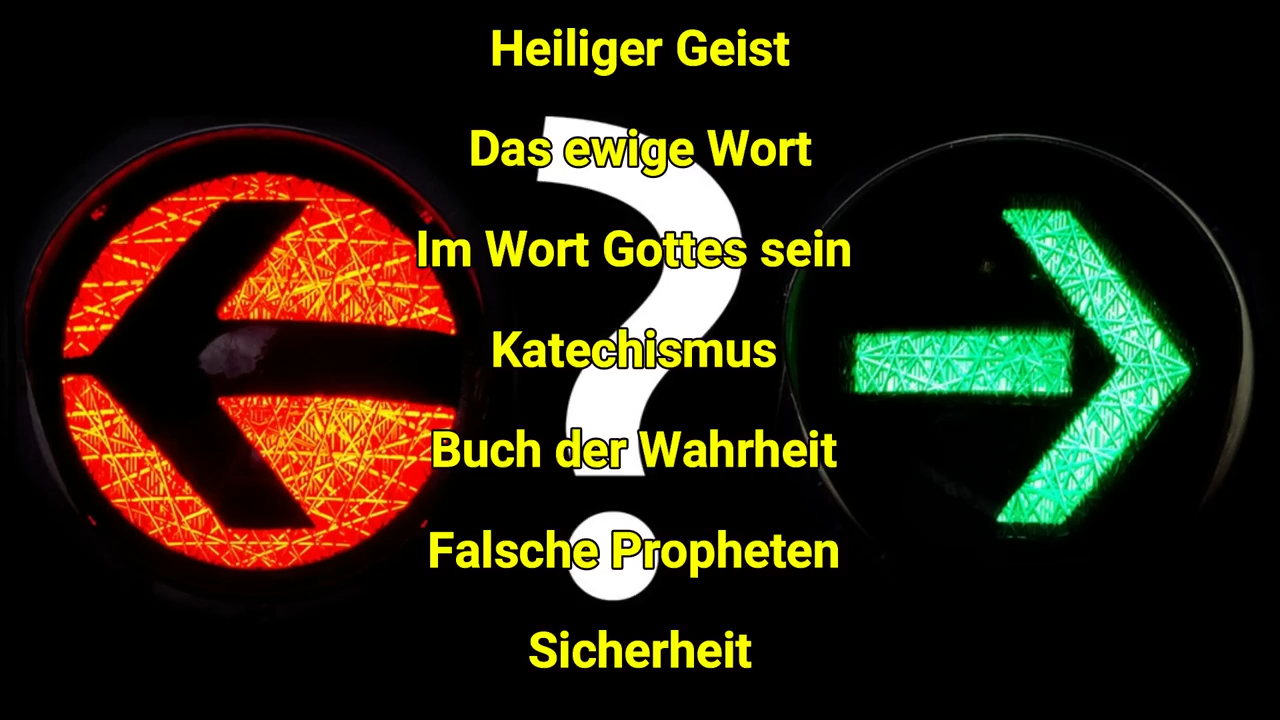 Heiliger Geist
Das ewige Wort
Im Wort Gottes sein
Katechismus
Buch der Wahrheit
Falsche Propheten
Sicherheit